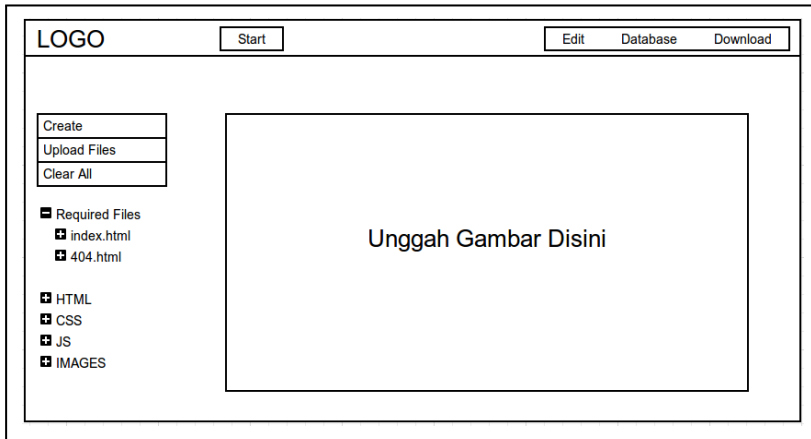 LOGO
Start
Edit Database Download
Create
Upload Files
Clear All
Required Files
index.html
404.html
HTML
CSS
JS
IMAGES
Unggah Gambar Disini